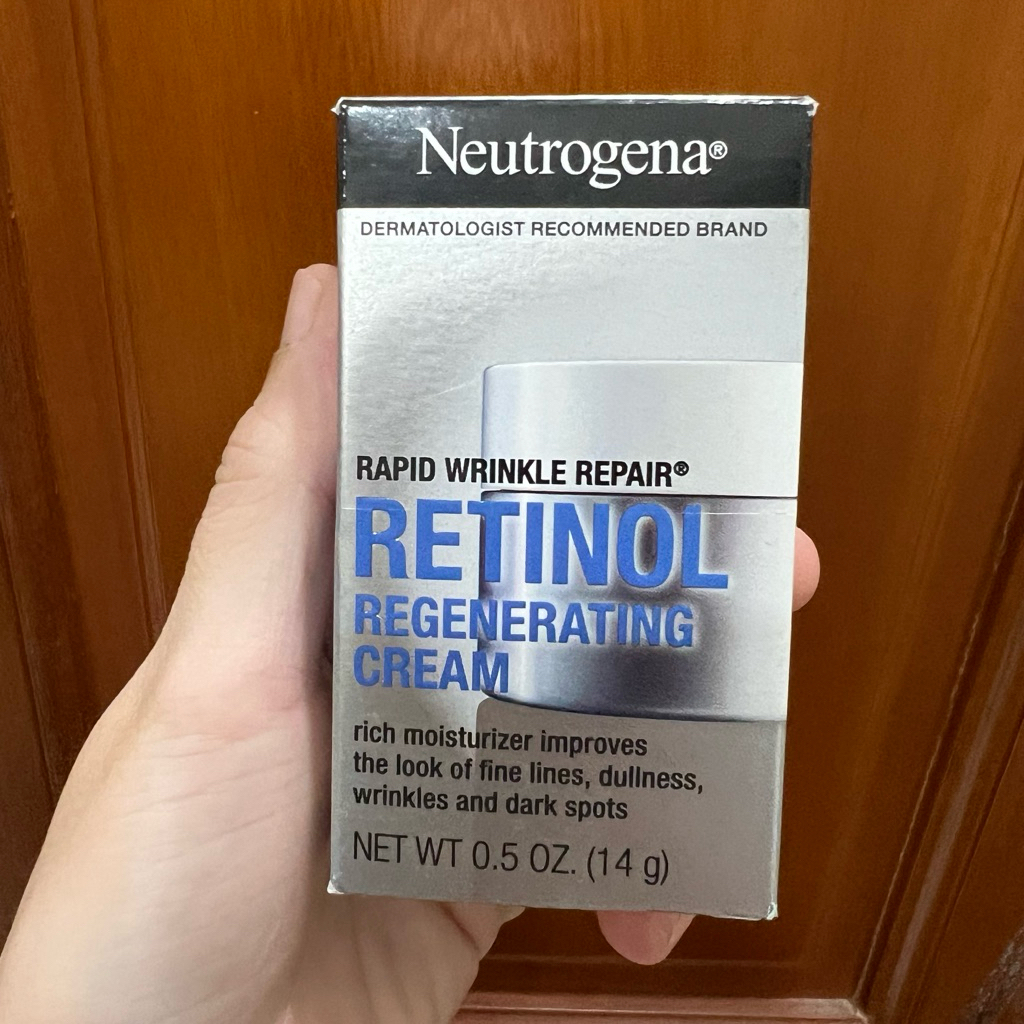 Neutrogena®
DERMATOLOGIST RECOMMENDED BRAND
RAPID WRINKLE REPAIR®
RETINOL
REGENERATING
CREAM
rich moisturizer improves
the look of fine lines, dullness,
wrinkles and dark spots
NET WT 0.5 OZ. (14 g)